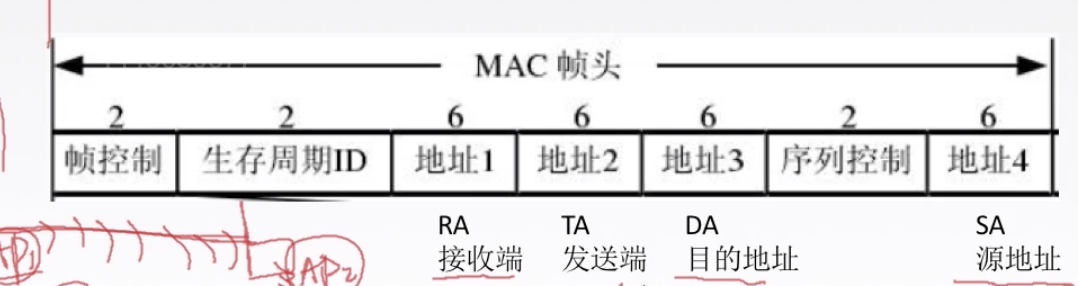 MAC 帧头
2 2 6 6 6 2 6
帧控制 生存周期ID 地址1 地址2 地址3 序列控制 地址4
RA TA DA SA
接收端 发送端 目的地址 源地址
AP1 AP2